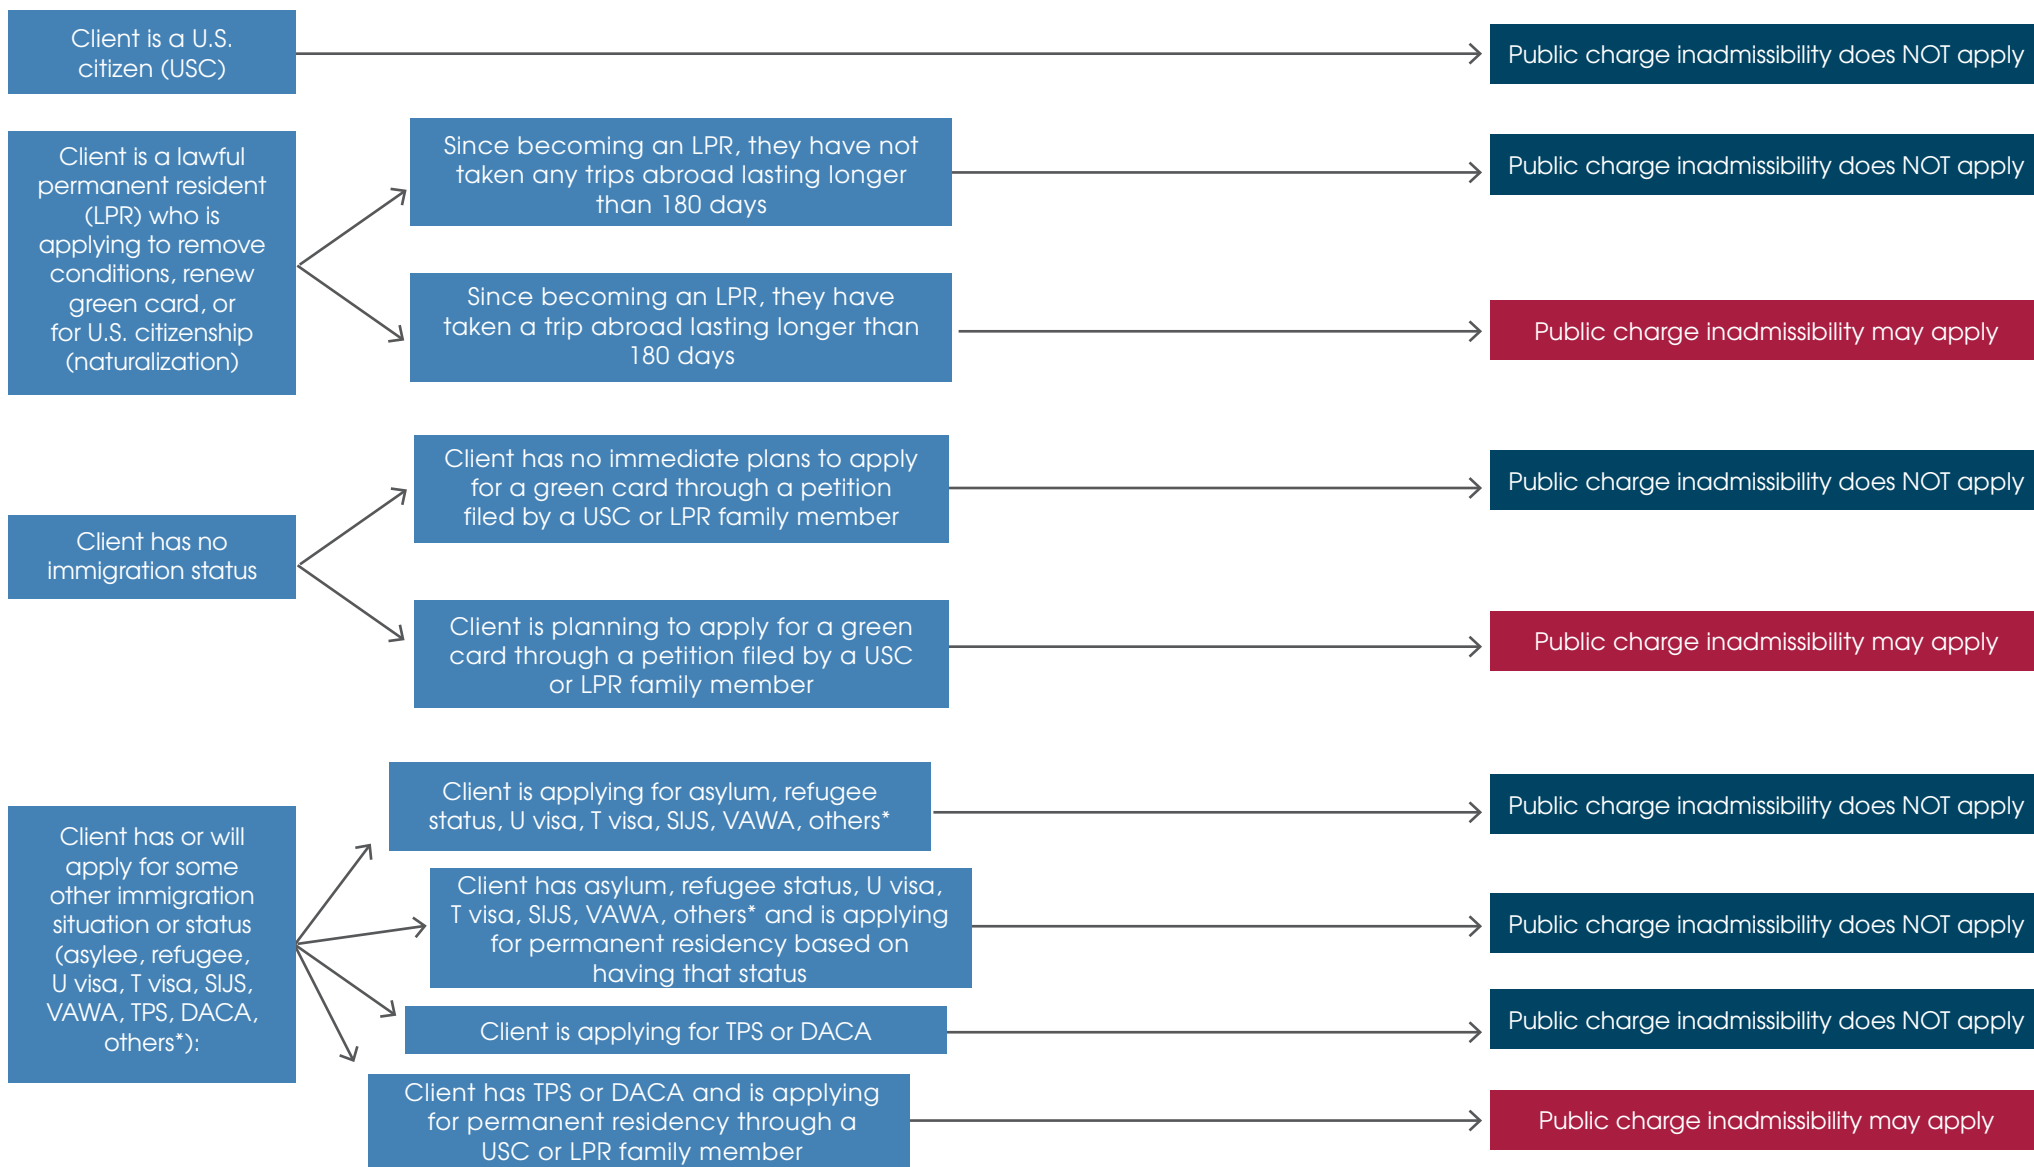 Client is a U.S.
citizen (USC)
Public charge inadmissibility does NOT apply
Client is a lawful
permanent resident
(LPR) who is
applying to remove
conditions, renew
green card, or
for U.S. citizenship
(naturalization)
Since becoming an LPR, they have not
taken any trips abroad lasting longer
than 180 days
Public charge inadmissibility does NOT apply
Since becoming an LPR, they have
taken a trip abroad lasting longer than
180 days
Public charge inadmissibility may apply
Client has no
immigration status
Client has no immediate plans to apply
for a green card through a petition
filed by a USC or LPR family member
Public charge inadmissibility does NOT apply
Client is planning to apply for a green
card through a petition filed by a USC
or LPR family member
Public charge inadmissibility may apply
Client has or will
apply for some
other immigration
situation or status
(asylee, refugee,
U visa, T visa, SIJS,
VAWA, TPS, DACA,
others*):
Client is applying for asylum, refugee
status, U visa, T visa, SIJS, VAWA, others*
Public charge inadmissibility does NOT apply
Client has asylum, refugee status, U visa,
T visa, SIJS, VAWA, others* and is applying
for permanent residency based on
having that status
Public charge inadmissibility does NOT apply
Client is applying for TPS or DACA
Public charge inadmissibility does NOT apply
Client has TPS or DACA and is applying
for permanent residency through a
USC or LPR family member
Public charge inadmissibility may apply